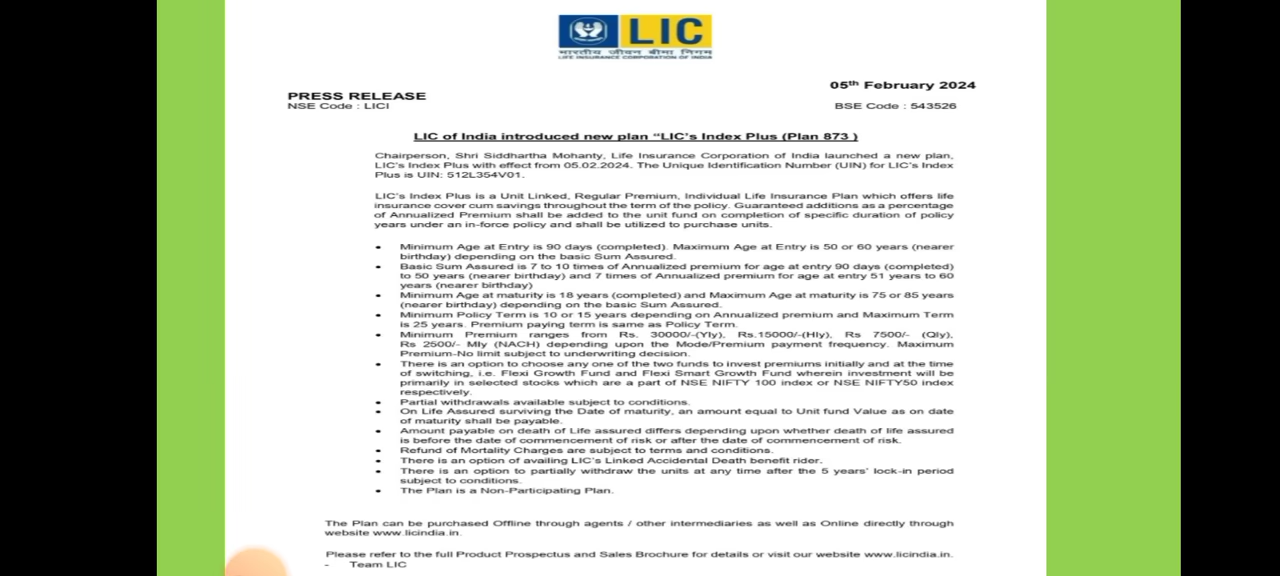 LIC
भारतीय जीवन बीमा निगम
LIFE INSURANCE CORPORATION OF INDIA
05th February 2024
PRESS RELEASE
NSE Code : LICI
BSE Code : 543526
LIC of India introduced new plan “LIC’s Index Plus (Plan 873 )
Chairperson, Shri Siddhartha Mohanty, Life Insurance Corporation of India launched a new plan,
LIC’s Index Plus with effect from 05.02.2024. The Unique Identification Number (UIN) for LIC’s Index
Plus is UIN: 512L354V01.
LIC’s Index Plus is a Unit Linked, Regular Premium, Individual Life Insurance Plan which offers life
insurance cover cum savings throughout the term of the policy. Guaranteed additions as a percentage
of Annualized Premium shall be added to the unit fund on completion of specific duration of policy
years under an in-force policy and shall be utilized to purchase units.
• Minimum Age at Entry is 90 days (completed). Maximum Age at Entry is 50 or 60 years (nearer
birthday) depending on the basic Sum Assured.
• Basic Sum Assured is 7 to 10 times of Annualized premium for age at entry 90 days (completed)
to 50 years (nearer birthday) and 7 times of Annualized premium for age at entry 51 years to 60
years (nearer birthday)
• Minimum Age at maturity is 18 years (completed) and Maximum Age at maturity is 75 or 85 years
(nearer birthday) depending on the basic Sum Assured.
• Minimum Policy Term is 10 or 15 years depending on Annualized premium and Maximum Term
is 25 years. Premium paying term is same as Policy Term.
• Minimum Premium ranges from Rs. 30000/-(Yly), Rs.15000/-(Hly), Rs 7500/- (Qly),
Rs 2500/- Mly (NACH) depending upon the Mode/Premium payment frequency. Maximum
Premium-No limit subject to underwriting decision.
• There is an option to choose any one of the two funds to invest premiums initially and at the time
of switching, i.e. Flexi Growth Fund and Flexi Smart Growth Fund wherein investment will be
primarily in selected stocks which are a part of NSE NIFTY 100 index or NSE NIFTY50 index
respectively.
• Partial withdrawals available subject to conditions.
• On Life Assured surviving the Date of maturity, an amount equal to Unit fund Value as on date
of maturity shall be payable.
• Amount payable on death of Life assured differs depending upon whether death of life assured
is before the date of commencement of risk or after the date of commencement of risk.
• Refund of Mortality Charges are subject to terms and conditions.
• There is an option of availing LIC’s Linked Accidental Death benefit rider.
• There is an option to partially withdraw the units at any time after the 5 years’ lock-in period
subject to conditions.
• The Plan is a Non-Participating Plan.
The Plan can be purchased Offline through agents / other intermediaries as well as Online directly through
website www.licindia.in.
Please refer to the full Product Prospectus and Sales Brochure for details or visit our website www.licindia.in.
- Team LIC